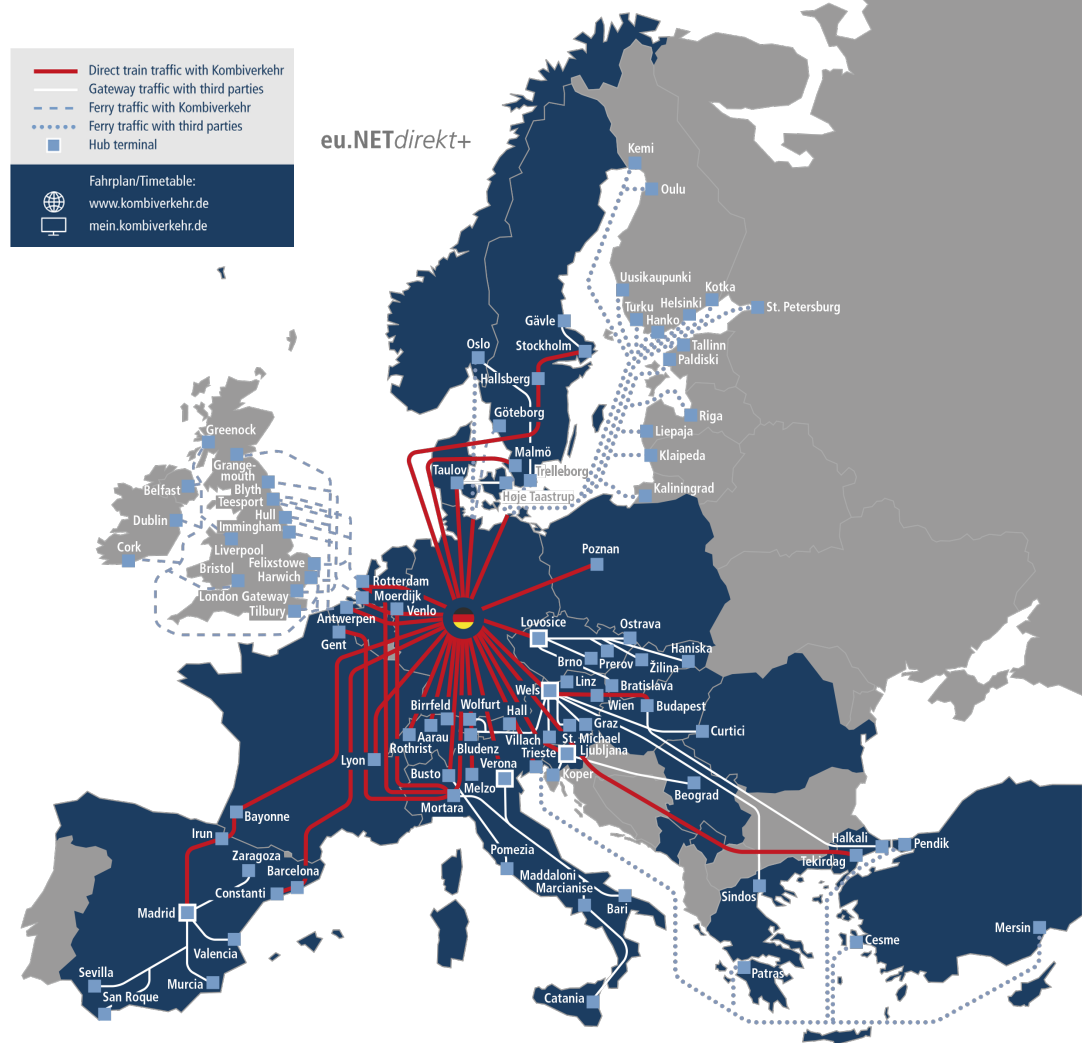 Direct train traffic with Kombiverkehr
Gateway traffic with third parties
Ferry traffic with Kombiverkehr
Ferry traffic with third parties
Hub terminal
Fahrplan/Timetable:
www.kombiverkehr.de
mein.kombiverkehr.de
eu.NETdirekt+
Kemi
Oulu
Uusikaupunki
Turku
Helsinki
Kotka
Hanko
St. Petersburg
Tallinn
Paldiski
Gävle
Stockholm
Oslo
Hallsberg
Göteborg
Riga
Liepaja
Klaipeda
Kaliningrad
Malmö
Trelleborg
Taulov
Høje Taastrup
Greenock
Grange-
mouth
Belfast
Blyth
Teesport
Hull
Dublin
Immingham
Cork
Liverpool
Felixstowe
Bristol
Harwich
London Gateway
Tilbury
Poznan
Rotterdam
Moerdijk
Venlo
Antwerpen
Gent
Lovosice
Ostrava
Haniska
Brno
Prerov
Žilina
Linz
Bratislava
Wels
Wien
Budapest
Birrfeld
Wolfurt
Hall
Graz
Curtici
Aarau
Rothrist
Bludenz
Villach
St. Michael
Ljubljana
Trieste
Lyon
Busto
Verona
Koper
Melzo
Beograd
Mortara
Bayonne
Irun
Zaragoza
Barcelona
Constanti
Pomezia
Maddaloni
Marcianise
Halkali
Pendik
Tekirdag
Madrid
Bari
Sindos
Valencia
Mersin
Cesme
Sevilla
Murcia
San Roque
Patras
Catania